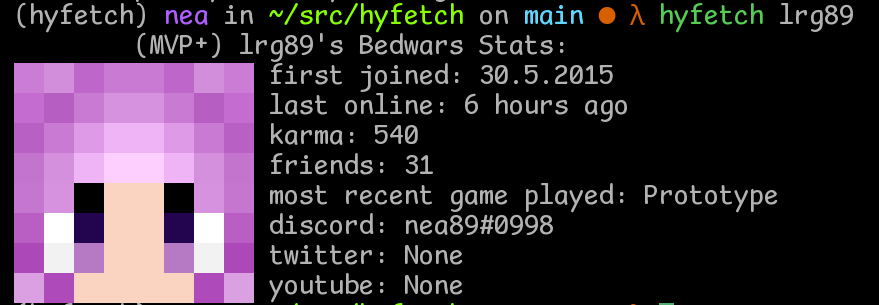 (hyfetch) nea in ~/src/hyfetch on main ● λ hyfetch lrg89
(MVP+) lrg89's Bedwars Stats:
first joined: 30.5.2015
last online: 6 hours ago
karma: 540
friends: 31
most recent game played: Prototype
discord: nea89#0998
twitter: None
youtube: None